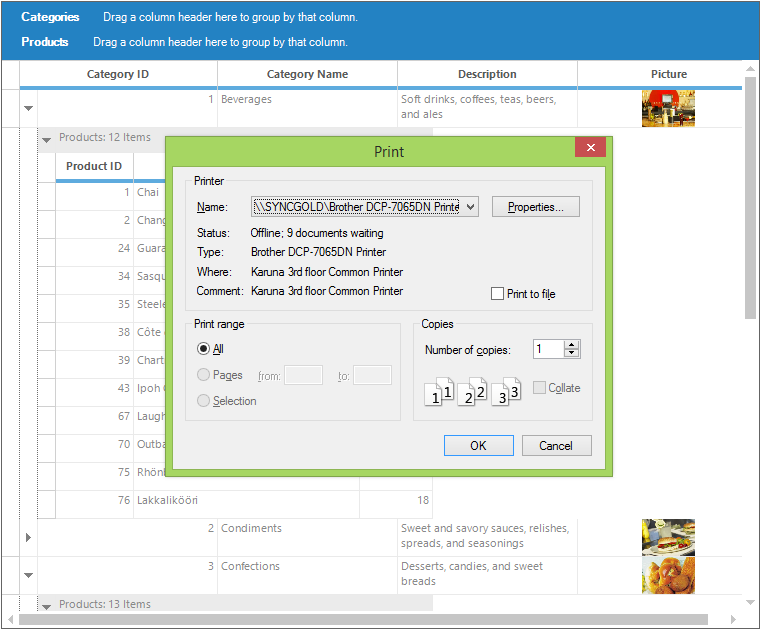 Categories Drag a column header here to group by that column.
Products Drag a column header here to group by that column.
Category ID Category Name Description Picture
1 Beverages Soft drinks, coffees, teas, beers,
and ales
Products: 12 Items
Product ID
1 Chai
2 Chang
24 Guara
34 Sasqu
35 Steele
38 Côte
39 Chart
43 Ipoh
67 Laugh
70 Outba
75 Rhön
76 Lakkalikööri 18
Print
Printer
Name: \\SYNCGOLD\Brother DCP-7065DN Printe
Properties...
Status: Offline; 9 documents waiting
Type: Brother DCP-7065DN Printer
Where: Karuna 3rd floor Common Printer
Comment: Karuna 3rd floor Common Printer
Print to file
Print range
All
Pages from: to:
Selection
Copies
Number of copies: 1
1 1 2 2 3 3
Collate
OK Cancel
2 Condiments Sweet and savory sauces, relishes,
spreads, and seasonings
3 Confections Desserts, candies, and sweet
breads
Products: 13 Items